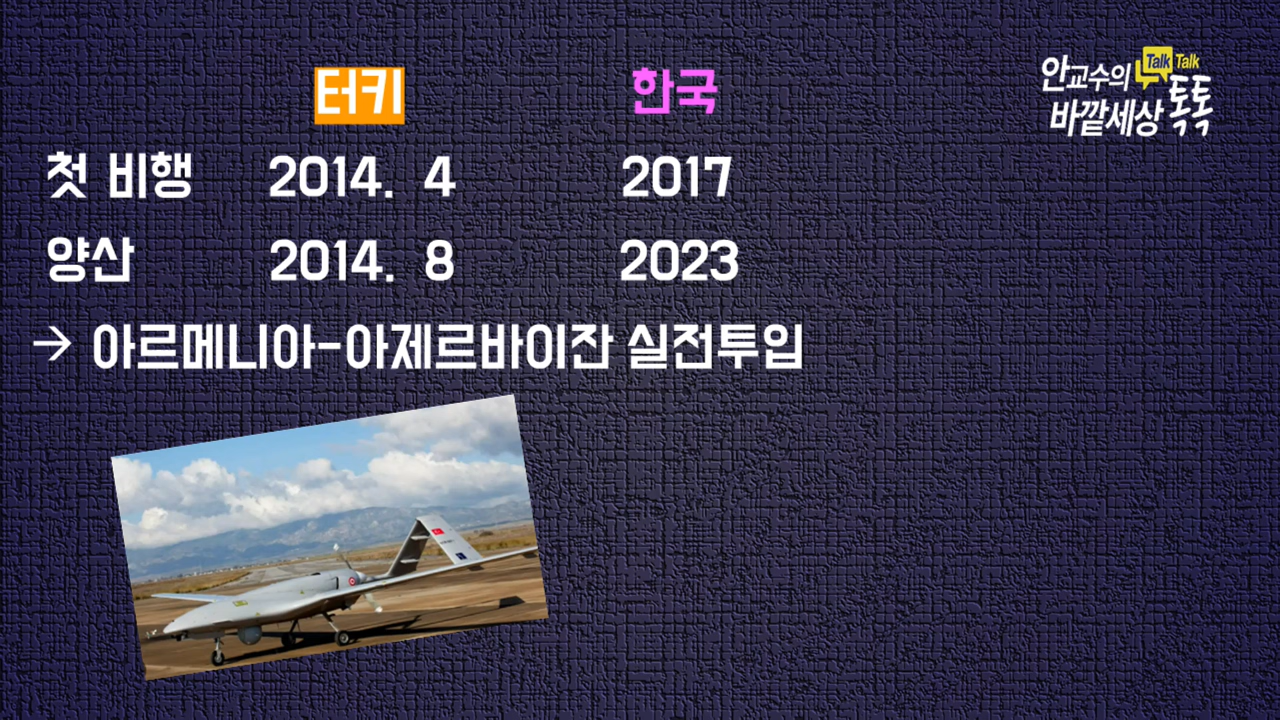 터키 한국
안교수의 Talk Talk
바깥세상 톡톡
첫 비행 2014. 4 2017
양산 2014. 8 2023
→ 아르메니아-아제르바이잔 실전투입